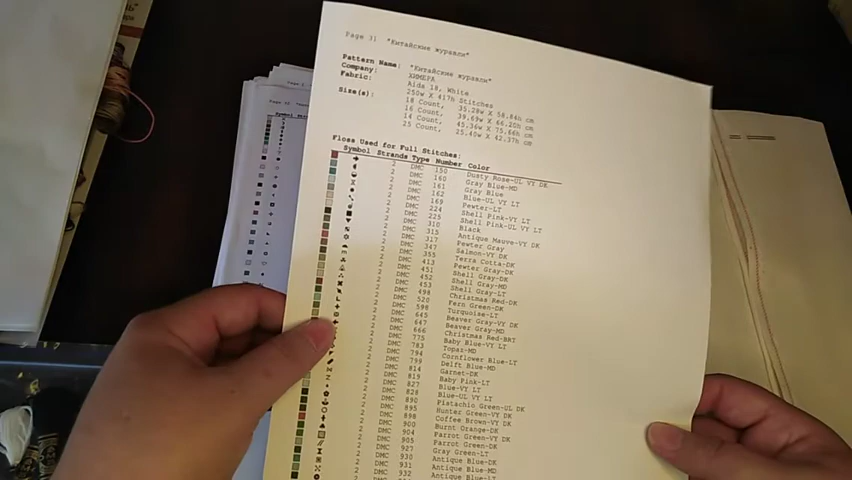 Page 31 "Китайские журавли"
Pattern Name: "Китайские журавли"
Company: ХИМЕРА
Fabric: Aida 18, White
250w X 417h Stitches
Size(s): 18 Count, 35.28w X 58.84h cm
16 Count, 39.69w X 66.20h cm
14 Count, 45.36w X 75.66h cm
25 Count, 25.40w X 42.37h cm
Floss Used for Full Stitches:
Symbol Strands Type Number Color
2 DMC 150 Dusty Rose-UL VY DK
2 DMC 160 Gray Blue-MD
2 DMC 161 Gray Blue
2 DMC 162 Blue-UL VY LT
2 DMC 169 Pewter-LT
2 DMC 224 Shell Pink-VY LT
2 DMC 225 Shell Pink-UL VY LT
2 DMC 310 Black
2 DMC 315 Antique Mauve-VY DK
2 DMC 317 Pewter Gray
2 DMC 347 Salmon-VY DK
2 DMC 355 Terra Cotta-DK
2 DMC 413 Pewter Gray-DK
2 DMC 451 Shell Gray-DK
2 DMC 452 Shell Gray-MD
2 DMC 453 Shell Gray-LT
2 DMC 498 Christmas Red-DK
2 DMC 520 Fern Green-DK
2 DMC 598 Turquoise-LT
2 DMC 645 Beaver Gray-VY DK
2 DMC 647 Beaver Gray-MD
2 DMC 666 Christmas Red-BRT
2 DMC 775 Baby Blue-VY LT
2 DMC 783 Topaz-MD
2 DMC 794 Cornflower Blue-LT
2 DMC 799 Delft Blue-MD
2 DMC 814 Garnet-DK
2 DMC 819 Baby Pink-LT
2 DMC 827 Blue-VY LT
2 DMC 828 Blue-UL VY LT
2 DMC 890 Pistachio Green-UL DK
2 DMC 895 Hunter Green-VY DK
2 DMC 898 Coffee Brown-VY DK
2 DMC 900 Burnt Orange-DK
2 DMC 904 Parrot Green-VY DK
2 DMC 905 Parrot Green-DK
2 DMC 927 Gray Green-LT
2 DMC 930 Antique Blue-DK
2 DMC 931 Antique Blue-MD
2 DMC 932 Antique Blue-LT